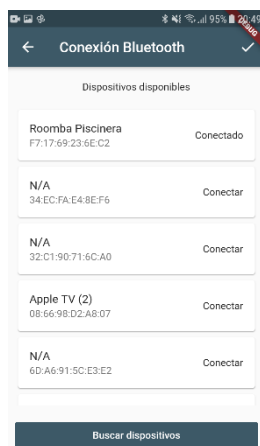 95% 20:49
Conexión Bluetooth
Dispositivos disponibles
Roomba Piscinera
F7:17:69:23:6E:C2
Conectado
N/A
34:EC:FA:E4:8E:F6
Conectar
N/A
32:C1:90:71:6C:A0
Conectar
Apple TV (2)
08:66:98:D2:A8:07
Conectar
N/A
6D:A6:91:5C:E3:E2
Conectar
Buscar dispositivos